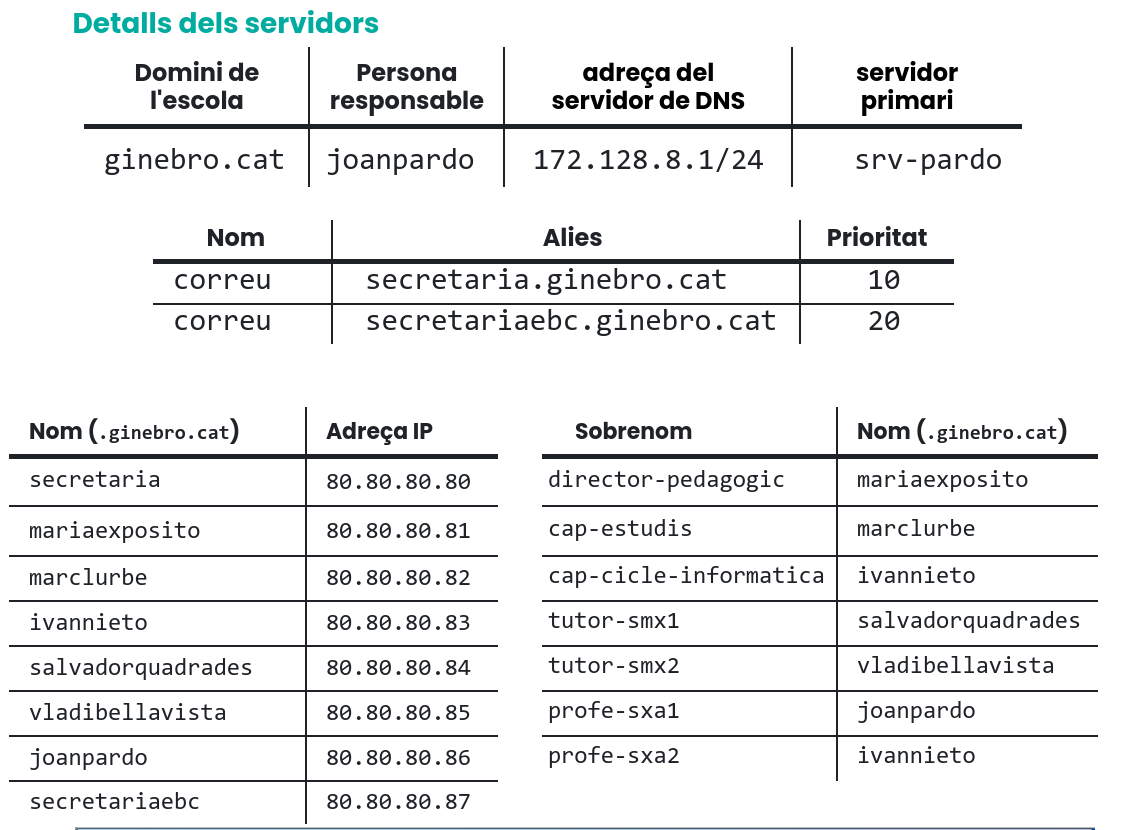 Detalls dels servidors
Domini de l'escola	Persona responsable	adreça del servidor de DNS	servidor primari
ginebro.cat	joanpardo	172.128.8.1/24	srv-pardo
Nom	Alies	Prioritat
correu	secretaria.ginebro.cat	10
correu	secretariaebc.ginebro.cat	20
Nom (.ginebro.cat)	Adreça IP
secretaria	80.80.80.80
mariaexposito	80.80.80.81
marclurbe	80.80.80.82
ivannieto	80.80.80.83
salvadorquadrades	80.80.80.84
vladibellavista	80.80.80.85
joanpardo	80.80.80.86
secretariaebc	80.80.80.87
Sobrenom	Nom (.ginebro.cat)
director-pedagogic	mariaexposito
cap-estudis	marclurbe
cap-cicle-informatica	ivannieto
tutor-smx1	salvadorquadrades
tutor-smx2	vladibellavista
profe-sxa1	joanpardo
profe-sxa2	ivannieto